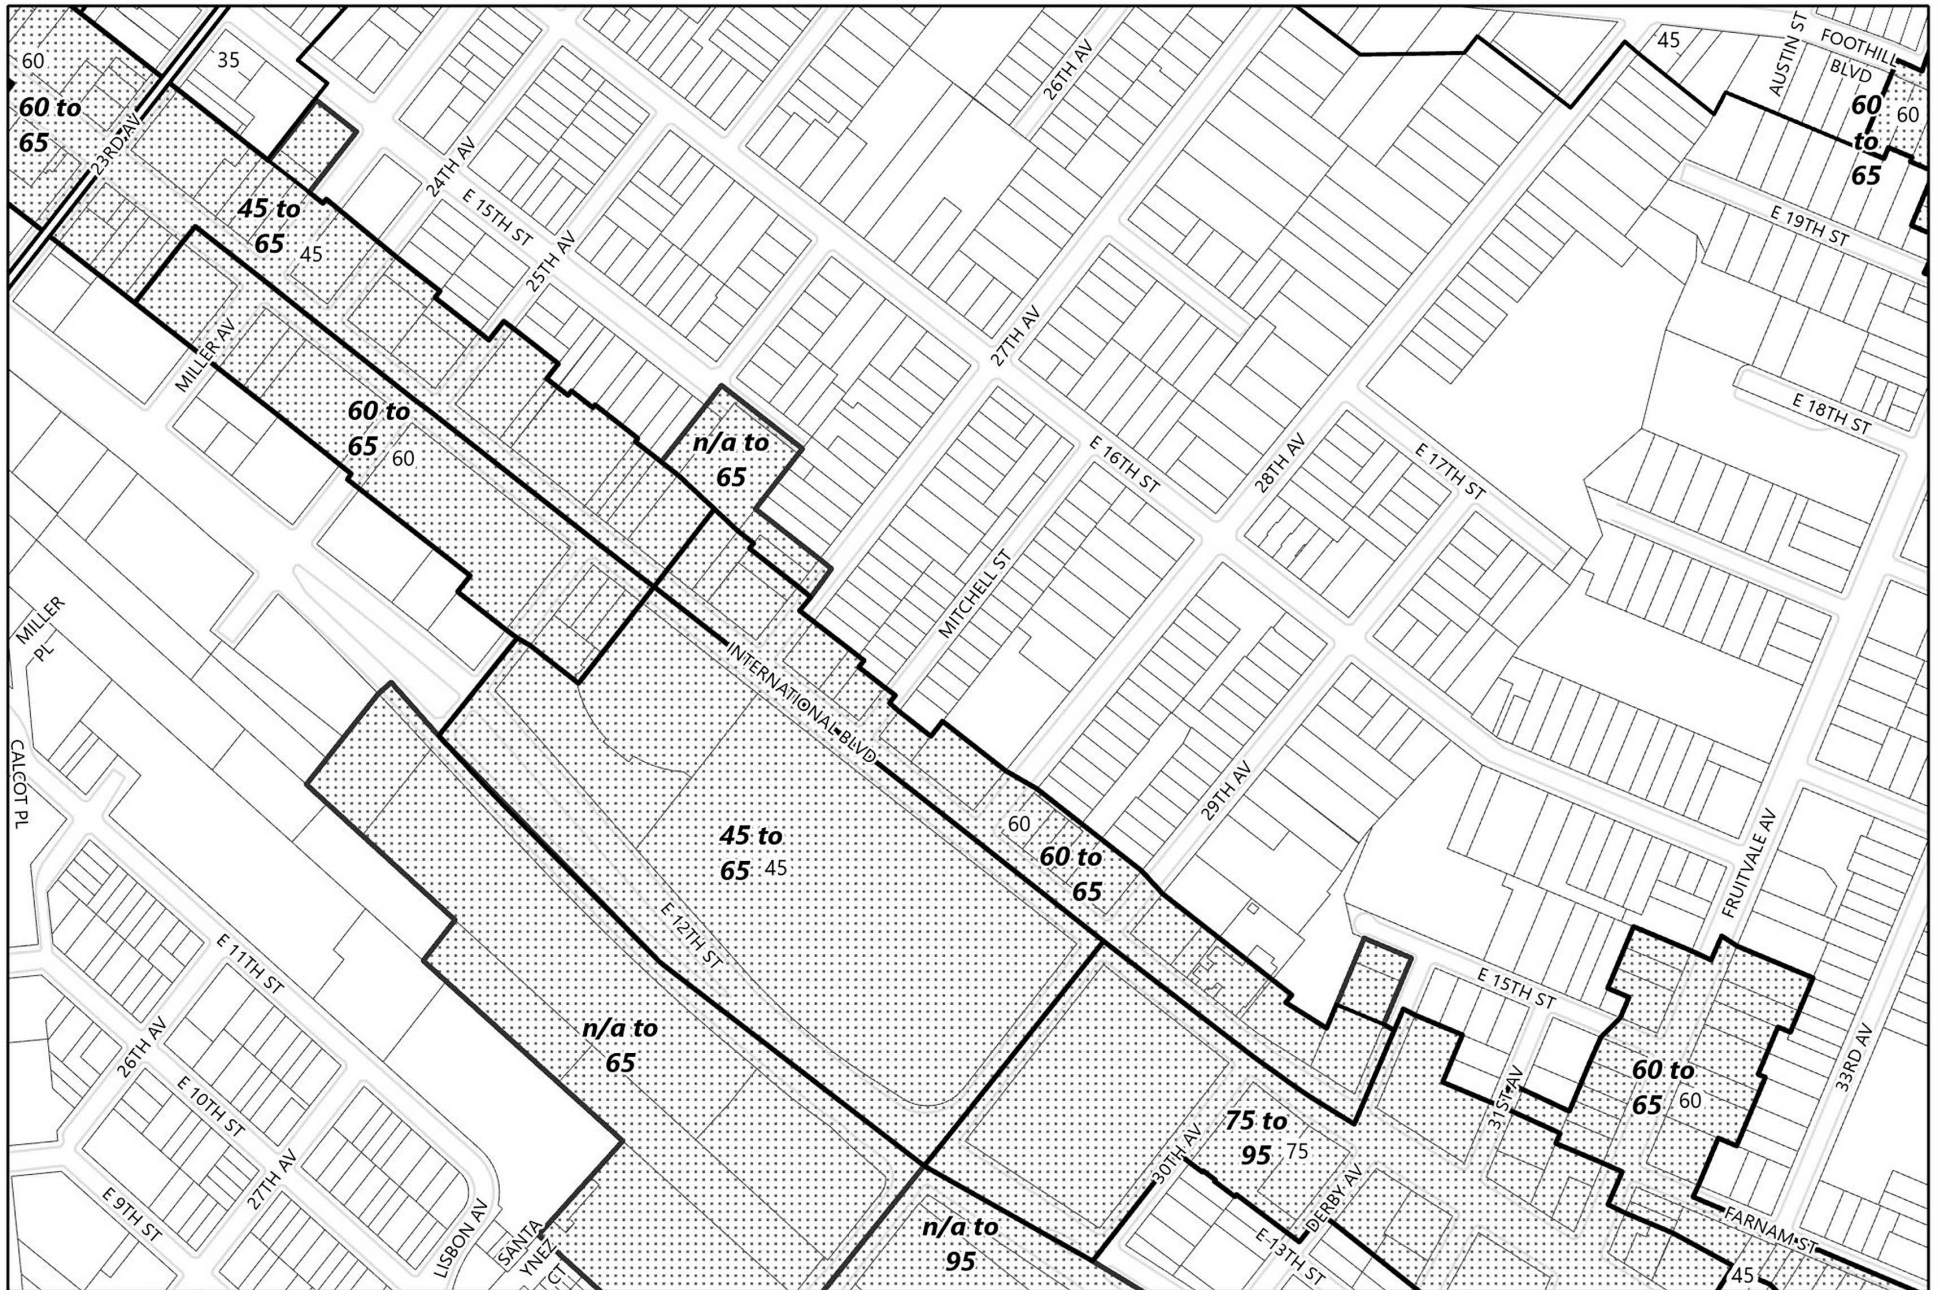 60
35
45
AUSTIN ST
FOOTHILL
BLVD
26TH AV
60 to
65
23RD AV
60
to
65
60
24TH AV
E 15TH ST
45 to
65
45
25TH AV
E 19TH ST
MILLER AV
27TH AV
60 to
65
60
n/a to
65
E 16TH ST
28TH AV
E 17TH ST
E 18TH ST
MILLER
PL
MITCHELL ST
INTERNATIONAL BLVD
CALCOT PL
29TH AV
60
60 to
65
45 to
65
45
FRUITVALE AV
E 12TH ST
E 11TH ST
E 15TH ST
n/a to
65
26TH AV
E 10TH ST
33RD AV
60 to
65
60
31ST AV
75 to
95
75
30TH AV
DERBY AV
27TH AV
E 9TH ST
LISBON AV
SANTA
YNEZ
CT
n/a to
95
E 13TH ST
FARNAM ST
45